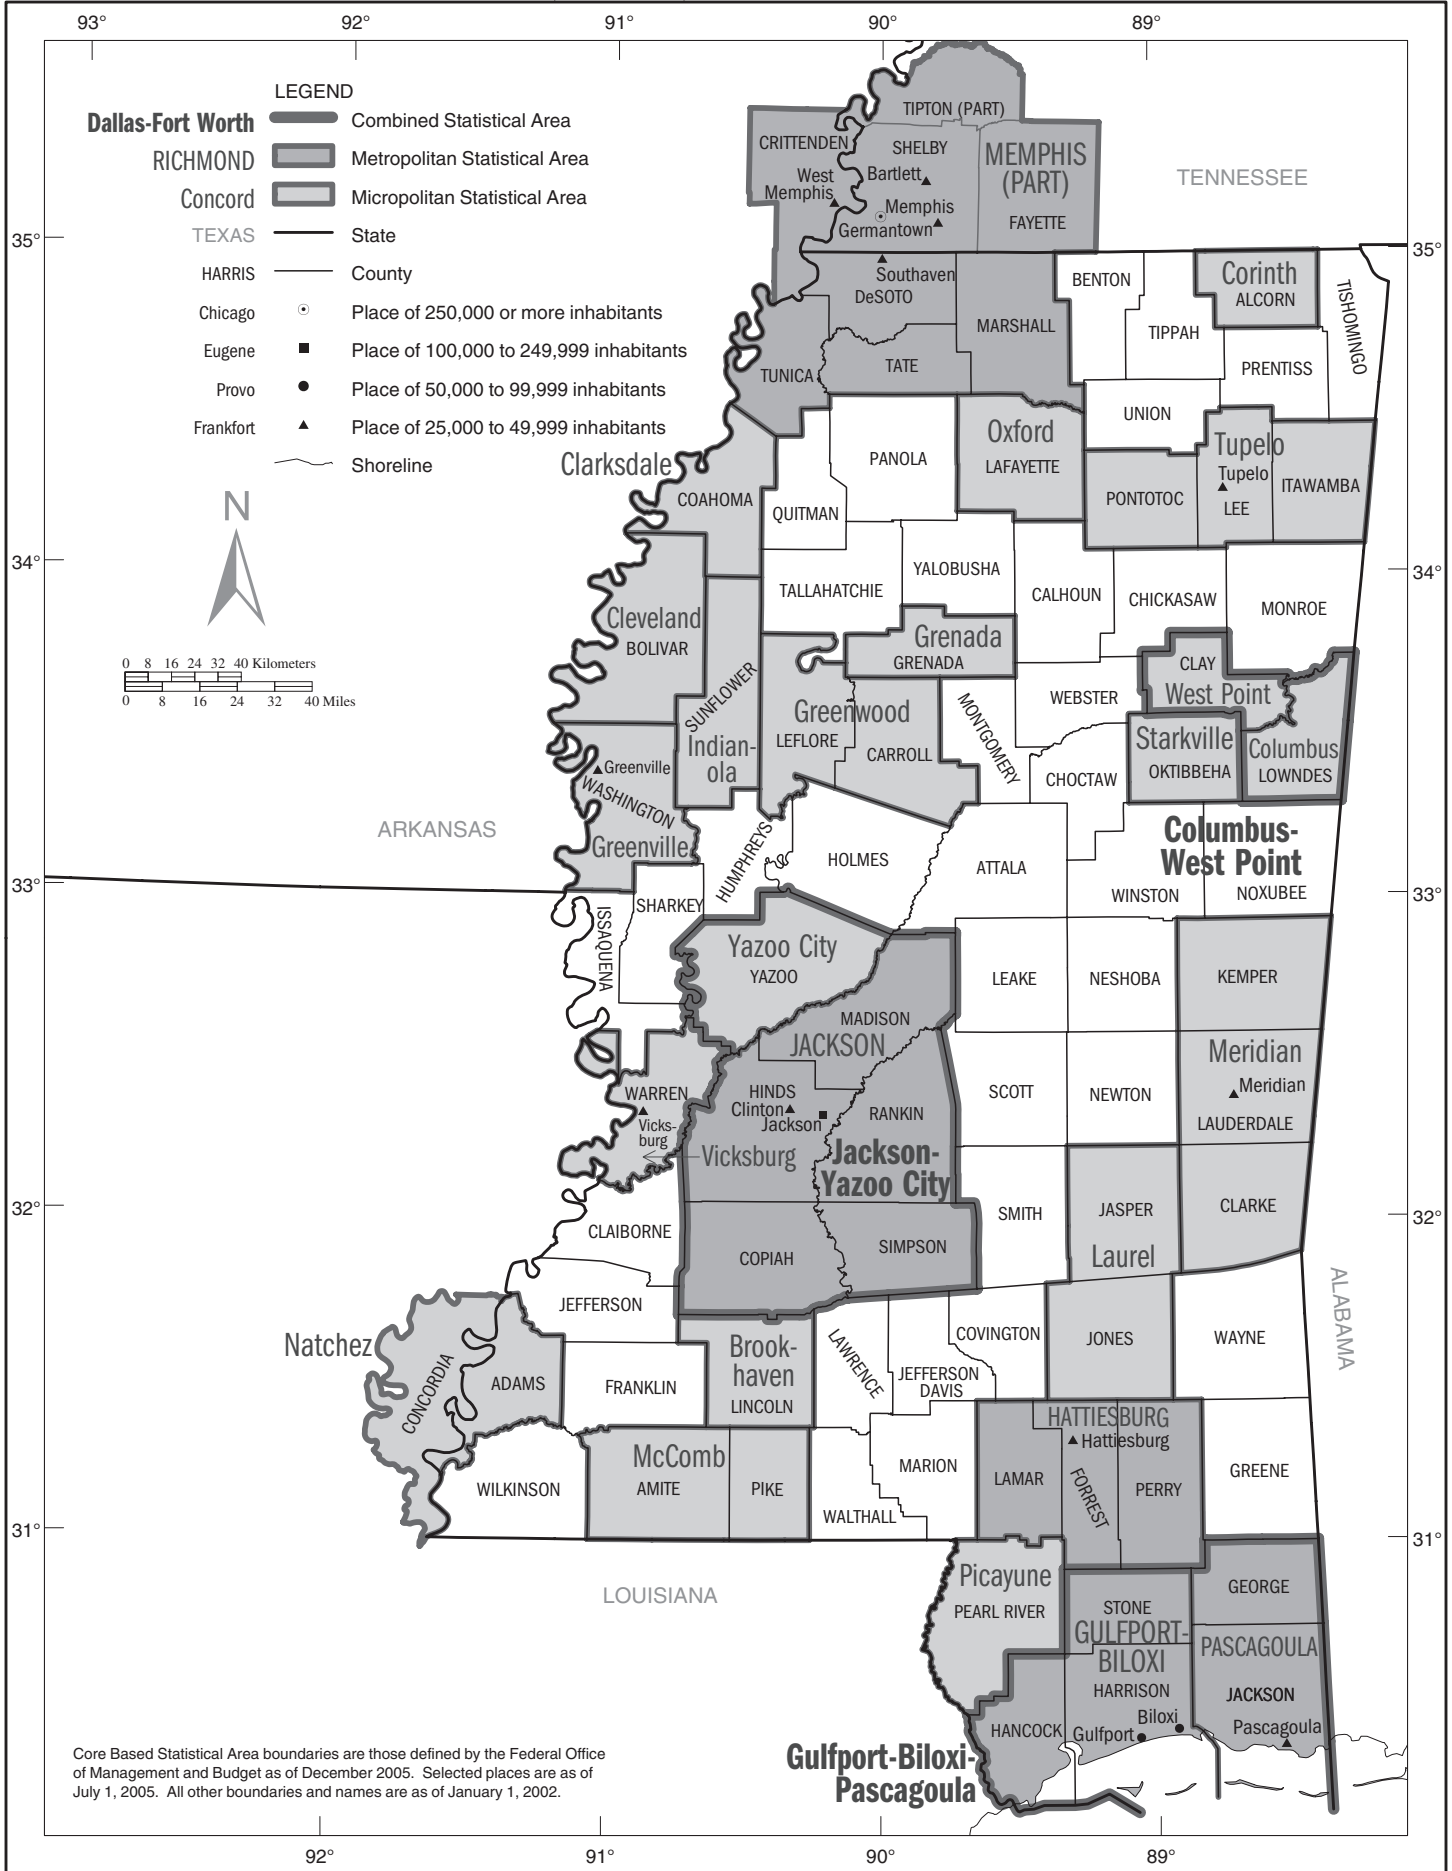 93°
92°
91°
90°
89°
LEGEND
Dallas-Fort Worth Combined Statistical Area
RICHMOND Metropolitan Statistical Area
Concord Micropolitan Statistical Area
TEXAS State
HARRIS County
Chicago Place of 250,000 or more inhabitants
Eugene Place of 100,000 to 249,999 inhabitants
Provo Place of 50,000 to 99,999 inhabitants
Frankfort Place of 25,000 to 49,999 inhabitants
Shoreline
N
0 8 16 24 32 40 Kilometers
0 8 16 24 32 40 Miles
TIPTON (PART)
CRITTENDEN
SHELBY
MEMPHIS
(PART)
Bartlett
West
Memphis
Memphis
Germantown
FAYETTE
TENNESSEE
35°
35°
Southaven
DeSOTO
BENTON
Corinth
ALCORN
TISHOMINGO
MARSHALL
TIPPAH
TUNICA
TATE
PRENTISS
UNION
Clarksdale
COAHOMA
PANOLA
Oxford
LAFAYETTE
Tupelo
Tupelo
LEE
PONTOTOC
ITAWAMBA
QUITMAN
34°
34°
TALLAHATCHIE
YALOBUSHA
CALHOUN
CHICKASAW
MONROE
Cleveland
BOLIVAR
Grenada
GRENADA
CLAY
West Point
SUNFLOWER
Indian-
ola
Greenwood
LEFLORE
CARROLL
MONTGOMERY
WEBSTER
Starkville
OKTIBBEHA
Columbus
LOWNDES
CHOCTAW
Greenville
WASHINGTON
Greenville
ARKANSAS
HUMPHREYS
HOLMES
ATTALA
Columbus-
West Point
WINSTON
NOXUBEE
33°
33°
SHARKEY
ISSAQUENA
Yazoo City
YAZOO
LEAKE
NESHOBA
KEMPER
MADISON
JACKSON
Meridian
Meridian
LAUDERDALE
SCOTT
NEWTON
WARREN
Vicks-
burg
HINDS
Clinton
Jackson
RANKIN
Vicksburg
Jackson-
Yazoo City
32°
32°
CLAIBORNE
COPIAH
SIMPSON
SMITH
JASPER
CLARKE
Laurel
ALABAMA
JEFFERSON
Natchez
CONCORDIA
ADAMS
FRANKLIN
Brook-
haven
LINCOLN
LAWRENCE
JEFFERSON
DAVIS
COVINGTON
JONES
WAYNE
HATTIESBURG
Hattiesburg
McComb
AMITE
PIKE
WILKINSON
WALTHALL
MARION
LAMAR
FORREST
PERRY
GREENE
31°
31°
LOUISIANA
Picayune
PEARL RIVER
STONE
GEORGE
GULFPORT-
BILOXI
PASCAGOULA
HARRISON
JACKSON
HANCOCK
Gulfport
Biloxi
Pascagoula
Gulfport-Biloxi-
Pascagoula
Core Based Statistical Area boundaries are those defined by the Federal Office
of Management and Budget as of December 2005. Selected places are as of
July 1, 2005. All other boundaries and names are as of January 1, 2002.
92°
91°
90°
89°